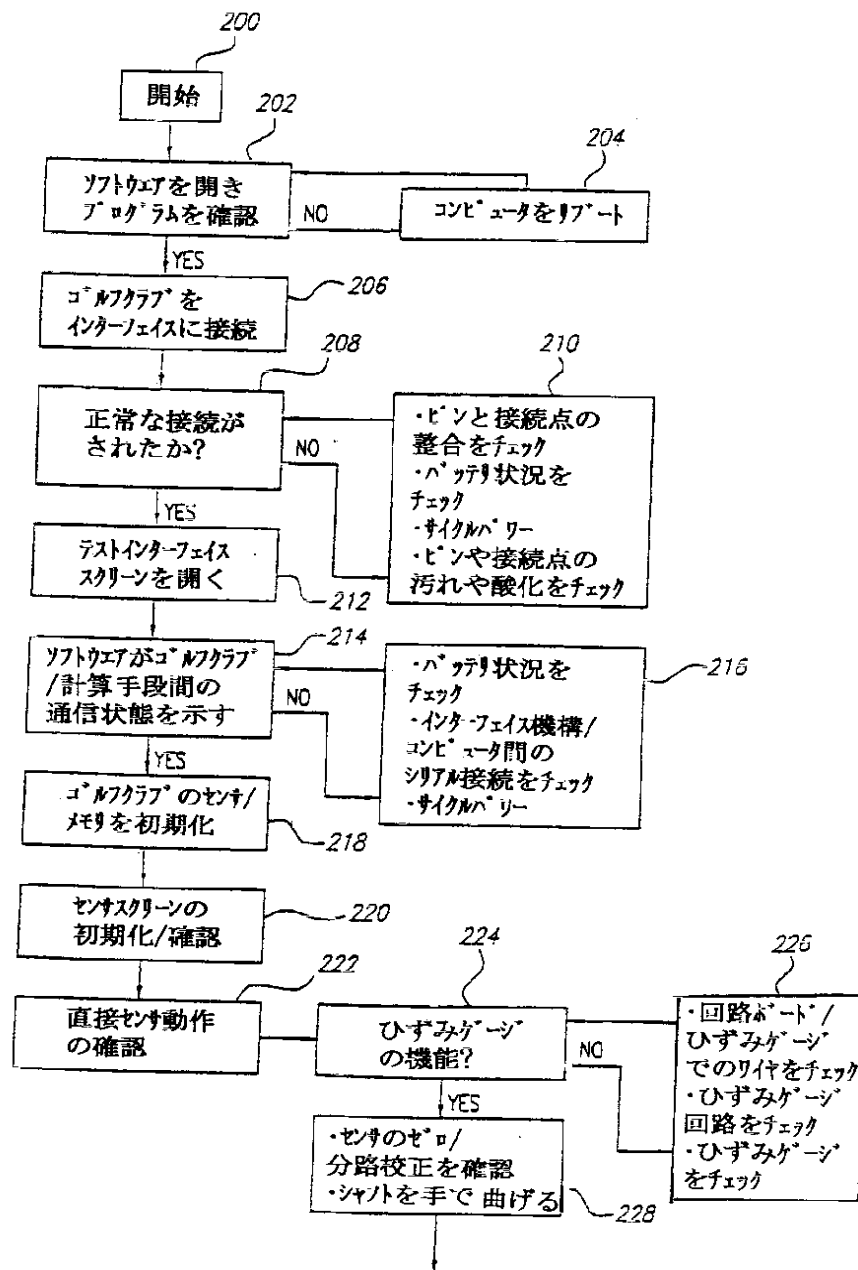 200
開始
202
ソフトウエアを開き
プログラムを確認
NO
204
コンピュータをリブート
YES
206
ゴルフクラブを
インターフェイスに接続
208
正常な接続が
されたか?
NO
210
・ピンと接続点の
整合をチェック
・バッテリ状況を
チェック
・サイクルパワー
・ピンや接続点の
汚れや酸化をチェック
YES
テストインターフェイス
スクリーンを開く
212
214
ソフトウエアがゴルフクラブ
/計算手段間の
通信状態を示す
NO
216
・バッテリ状況を
チェック
・インターフェイス機構/
コンピュータ間の
シリアル接続をチェック
・サイクルパワー
YES
ゴルフクラブのセンサ/
メモリを初期化
218
センサスクリーンの
初期化/確認
220
222
直接センサ動作
の確認
224
ひずみゲージ
の機能?
NO
226
・回路ボード/
ひずみゲージ
でのワイヤをチェック
・ひずみゲージ
回路をチェック
・ひずみゲージ
をチェック
YES
・センサのゼロ/
分路校正を確認
・シャフトを手で曲げる
228